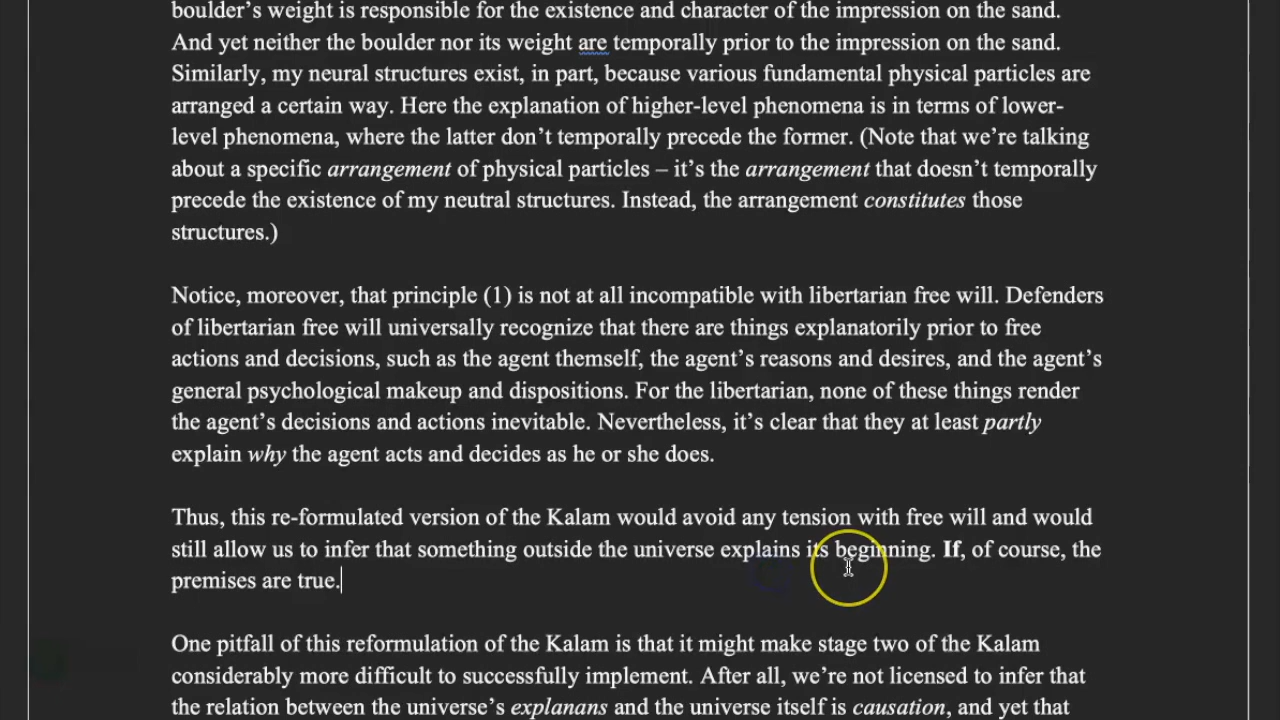 boulder’s weight is responsible for the existence and character of the impression on the sand.
And yet neither the boulder nor its weight are temporally prior to the impression on the sand.
Similarly, my neural structures exist, in part, because various fundamental physical particles are
arranged a certain way. Here the explanation of higher-level phenomena is in terms of lower-
level phenomena, where the latter don’t temporally precede the former. (Note that we’re talking
about a specific arrangement of physical particles – it’s the arrangement that doesn’t temporally
precede the existence of my neutral structures. Instead, the arrangement constitutes those
structures.)
Notice, moreover, that principle (1) is not at all incompatible with libertarian free will. Defenders
of libertarian free will universally recognize that there are things explanatorily prior to free
actions and decisions, such as the agent themself, the agent’s reasons and desires, and the agent’s
general psychological makeup and dispositions. For the libertarian, none of these things render
the agent’s decisions and actions inevitable. Nevertheless, it’s clear that they at least partly
explain why the agent acts and decides as he or she does.
Thus, this re-formulated version of the Kalam would avoid any tension with free will and would
still allow us to infer that something outside the universe explains its beginning. If, of course, the
premises are true.
One pitfall of this reformulation of the Kalam is that it might make stage two of the Kalam
considerably more difficult to successfully implement. After all, we’re not licensed to infer that
the relation between the universe’s explanans and the universe itself is causation, and yet that